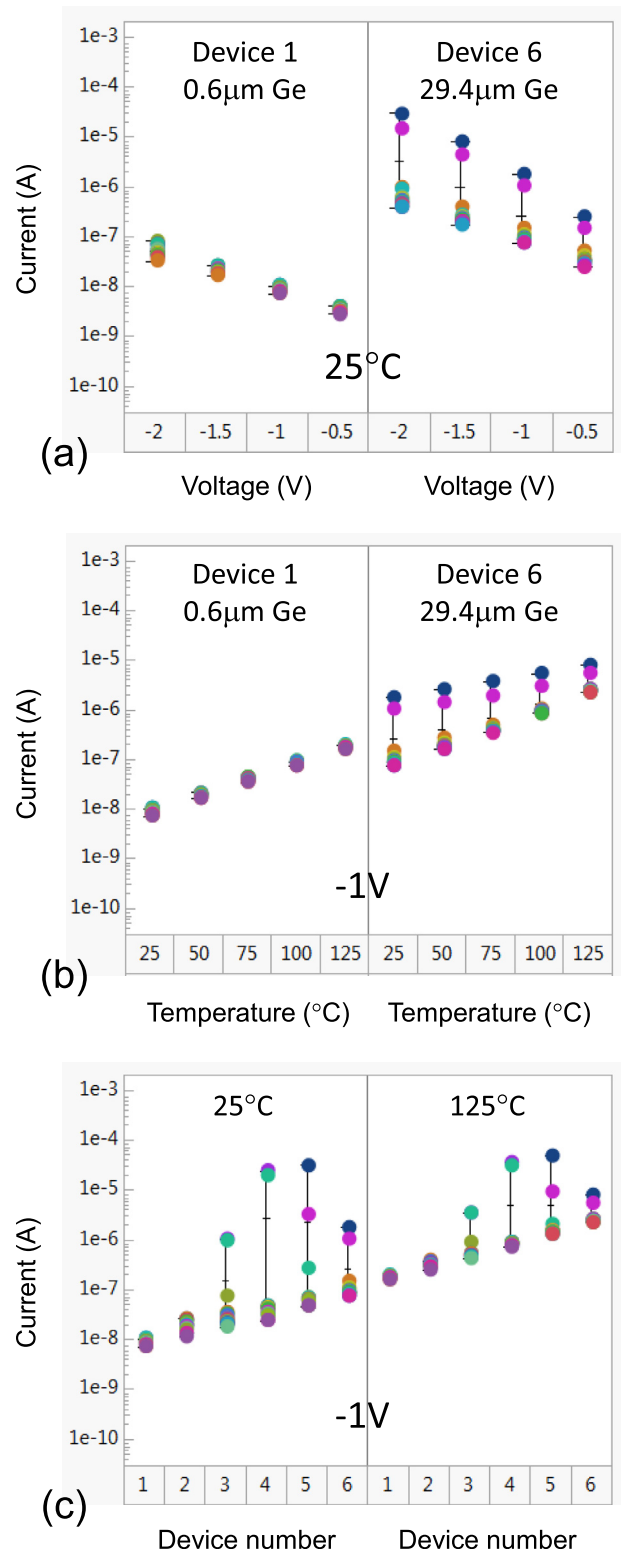 1e-3
Device 1
Device 6
0.6μm Ge
29.4μm Ge
1e-4
1e-5
1e-6
1e-7
1e-8
1e-9
1e-10
Current (A)
25°C
-2 -1.5 -1 -0.5 -2 -1.5 -1 -0.5
(a)
Voltage (V) Voltage (V)
1e-3
Device 1
Device 6
0.6μm Ge
29.4μm Ge
1e-4
1e-5
1e-6
1e-7
1e-8
1e-9
1e-10
Current (A)
-1V
25 50 75 100 125 25 50 75 100 125
(b)
Temperature (°C) Temperature (°C)
1e-3
25°C
125°C
1e-4
1e-5
1e-6
1e-7
1e-8
1e-9
1e-10
Current (A)
-1V
1 2 3 4 5 6 1 2 3 4 5 6
(c)
Device number Device number